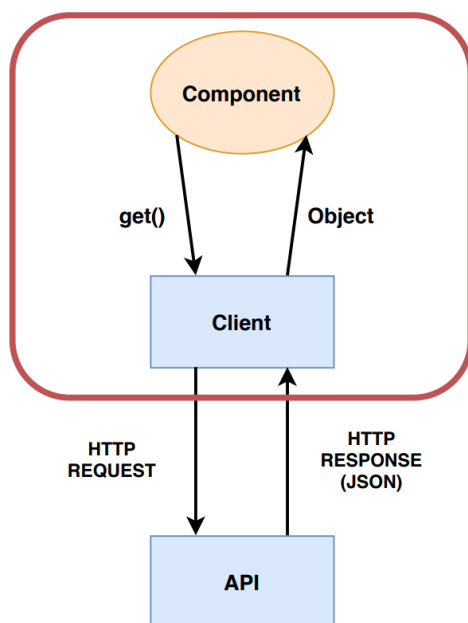 Component
get()
Object
Client
HTTP
REQUEST
HTTP
RESPONSE
(JSON)
API